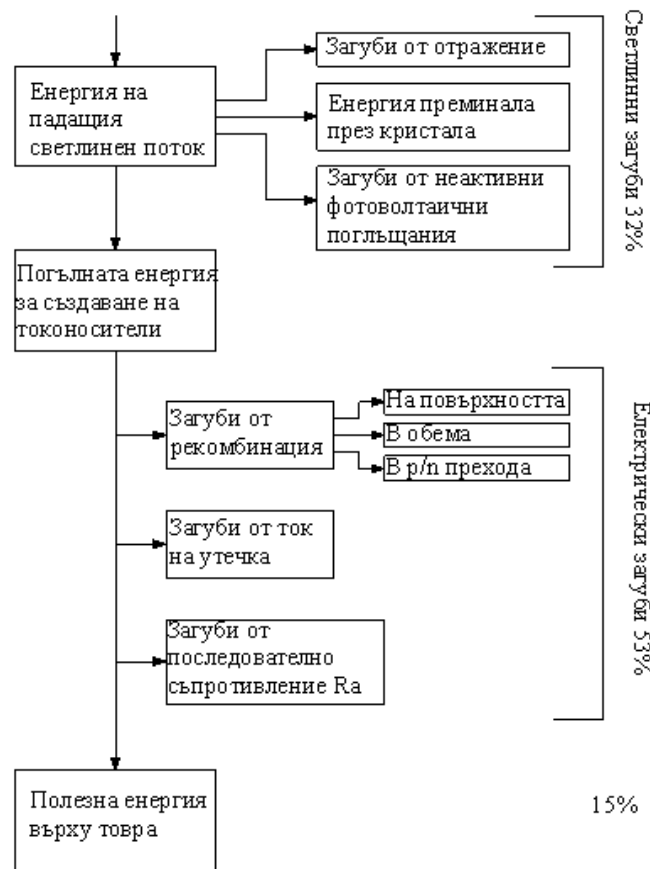 Енергия на
падащия
светлинен поток
Загуби от отражение
Енергия преминала
през кристала
Загуби от неактивни
фотоволтаични
поглъщания
Светлинни загуби 32%
Погълната енергия
за създаване на
токоносители
Загуби от
рекомбинация
На повърхността
В обема
В p/n прехода
Загуби от ток
на утечка
Загуби от
последователно
съпротивление Ra
Електрически загуби 53%
Полезна енергия
върху товра
15%